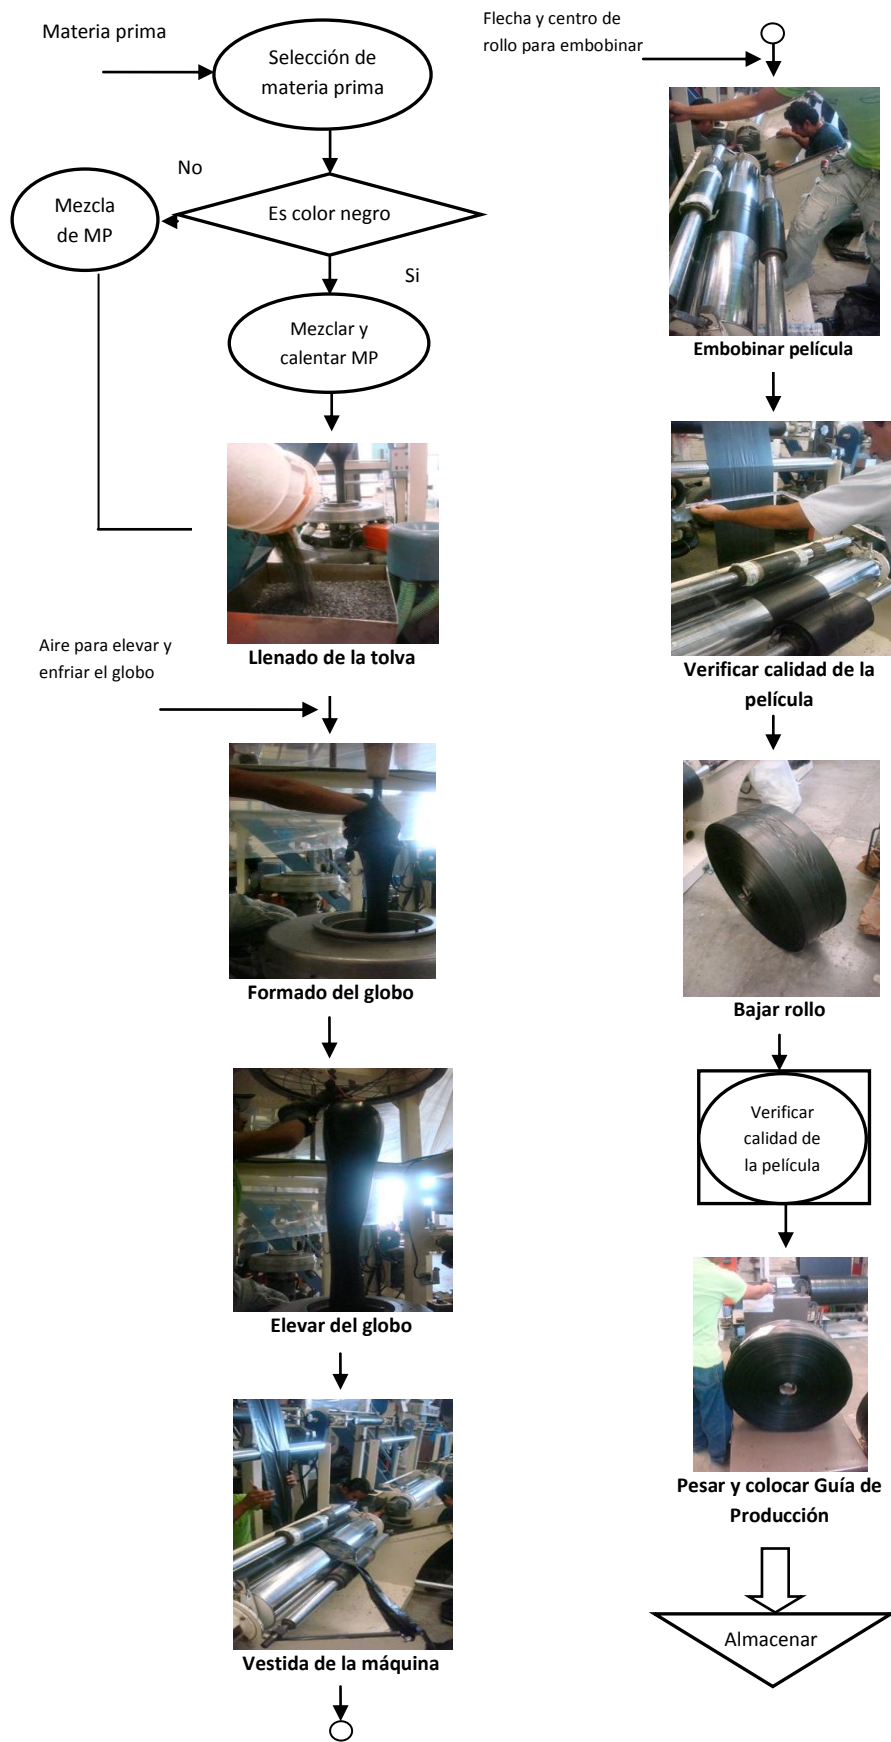 Materia prima
Selección de
materia prima
No
Mezcla
de MP
Es color negro
Si
Mezclar y
calentar MP
Llenado de la tolva
Aire para elevar y
enfriar el globo
Formado del globo
Elevar del globo
Vestida de la máquina
Flecha y centro de
rollo para embobinar
Embobinar película
Verificar calidad de la
película
Bajar rollo
Verificar
calidad de
la película
Pesar y colocar Guía de
Producción
Almacenar